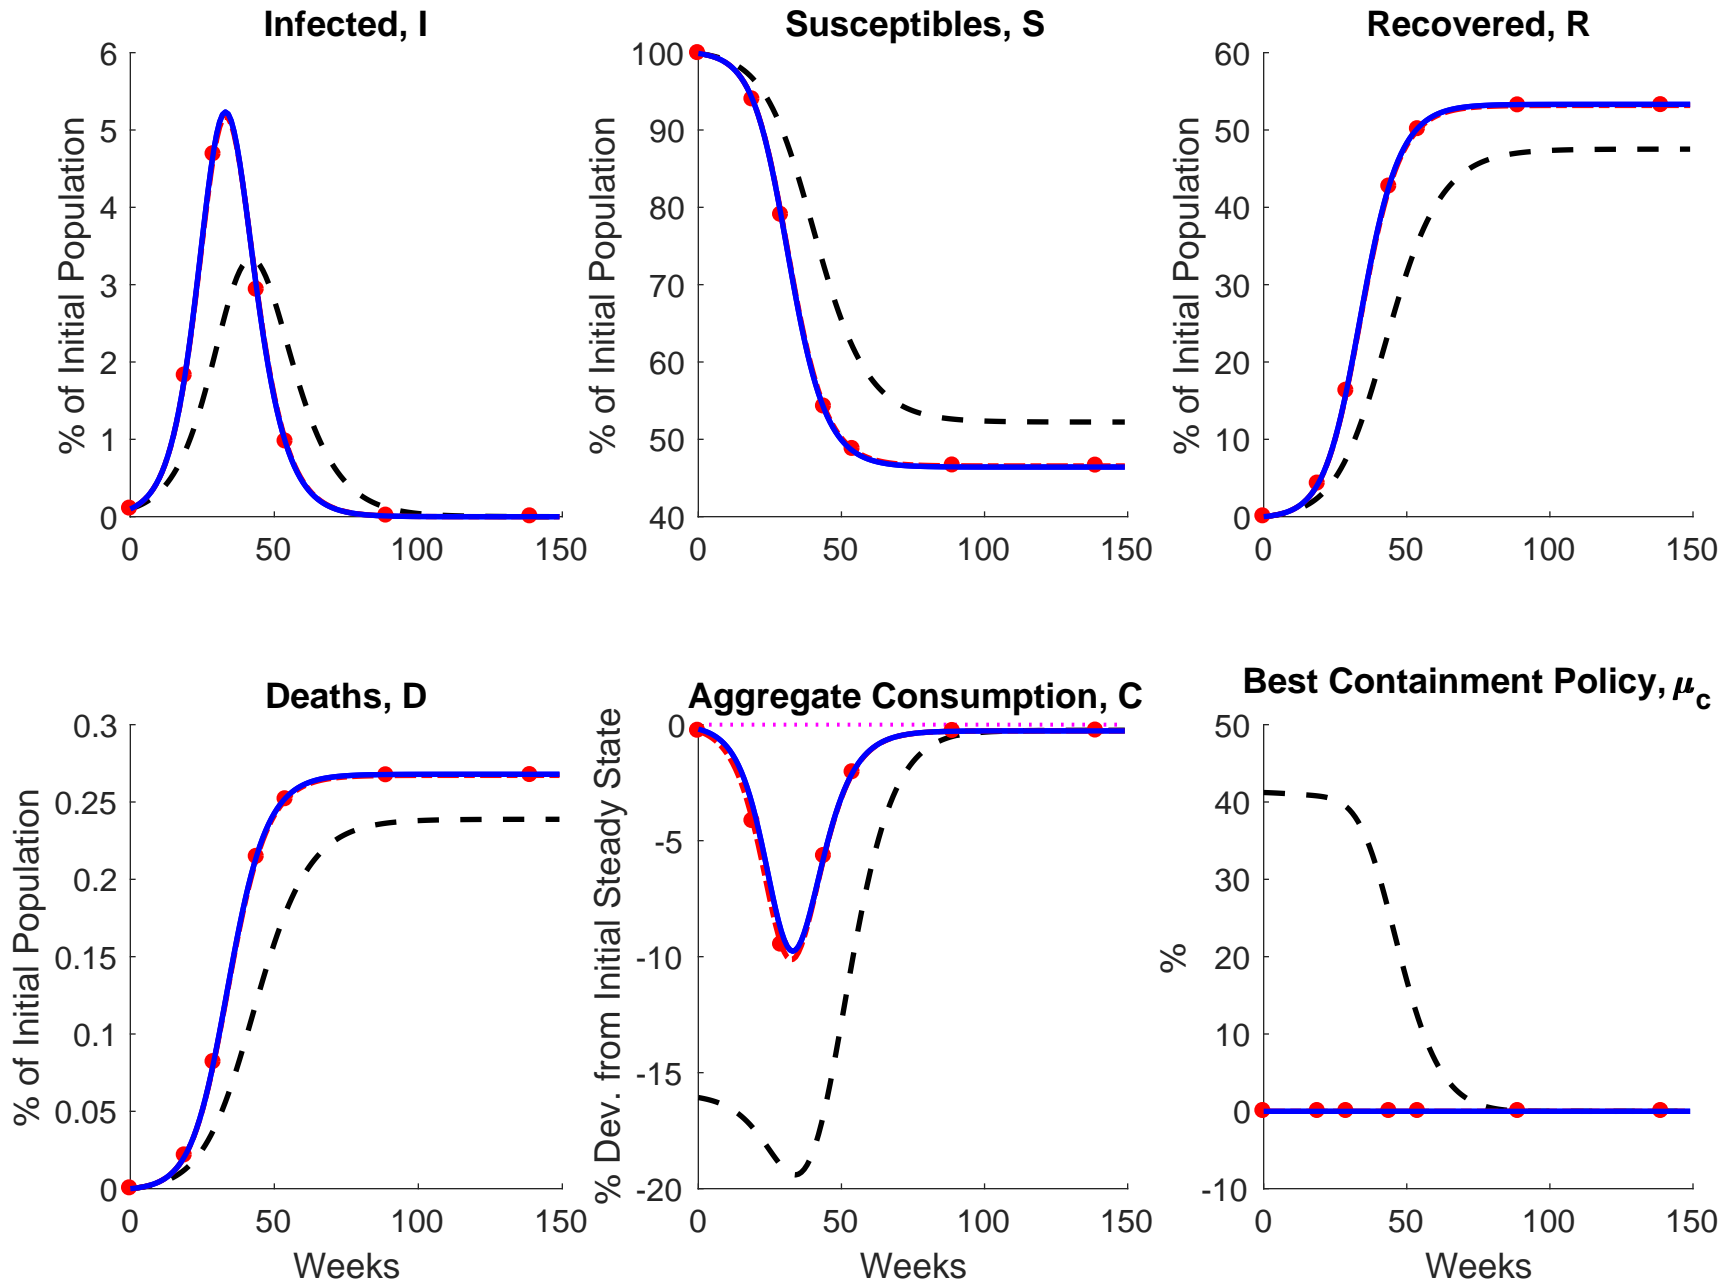 Infected, I
% of Initial Population
6
5
4
3
2
1
0
0 50 100 150
Susceptibles, S
% of Initial Population
100
90
80
70
60
50
40
0 50 100 150
Recovered, R
% of Initial Population
60
50
40
30
20
10
0
0 50 100 150
Deaths, D
% of Initial Population
0.3
0.25
0.2
0.15
0.1
0.05
0
0 50 100 150
Weeks
Aggregate Consumption, C
% Dev. from Initial Steady State
0
-5
-10
-15
-20
0 50 100 150
Weeks
Best Containment Policy, μ_c
%
50
40
30
20
10
0
-10
0 50 100 150
Weeks